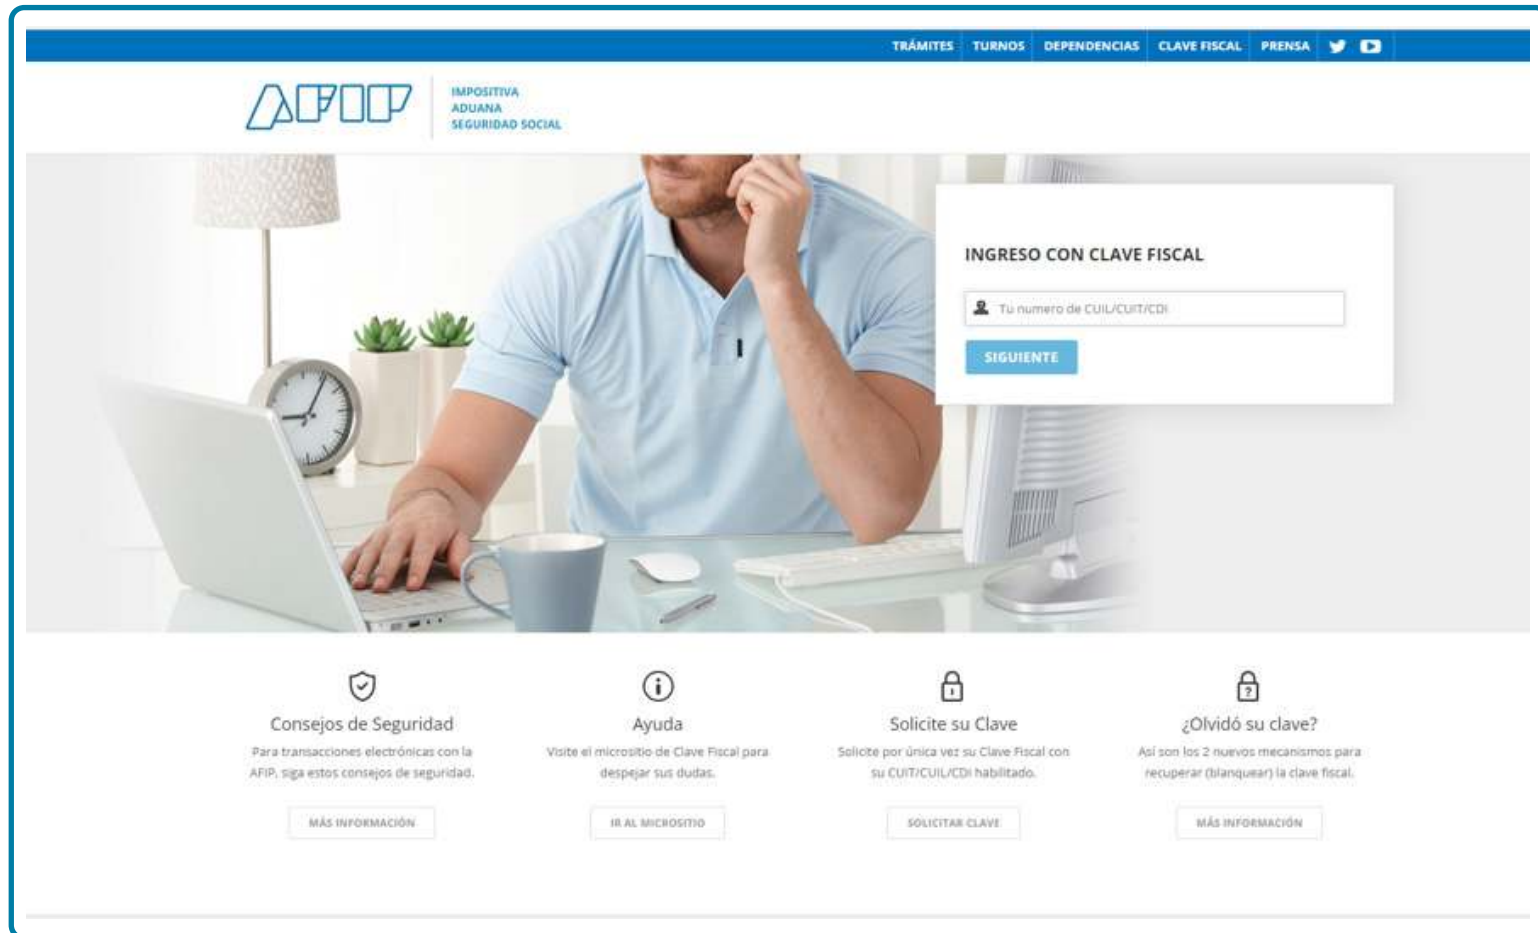 TRÁMITES TURNOS DEPENDENCIAS CLAVE FISCAL PRENSA
AFIP
IMPOSITIVA
ADUANA
SEGURIDAD SOCIAL
INGRESO CON CLAVE FISCAL
Tu numero de CUIL/CUIT/CDI
SIGUIENTE
Consejos de Seguridad
Para transacciones electrónicas con la
AFIP, siga estos consejos de seguridad.
MÁS INFORMACIÓN
Ayuda
Visite el micrositio de Clave Fiscal para
despejar sus dudas.
IR AL MICROSITIO
Solicite su Clave
Solicite por única vez su Clave Fiscal con
su CUIT/CUIL/CDI habilitado.
SOLICITAR CLAVE
¿Olvidó su clave?
Así son los 2 nuevos mecanismos para
recuperar (blanquear) la clave fiscal.
MÁS INFORMACIÓN